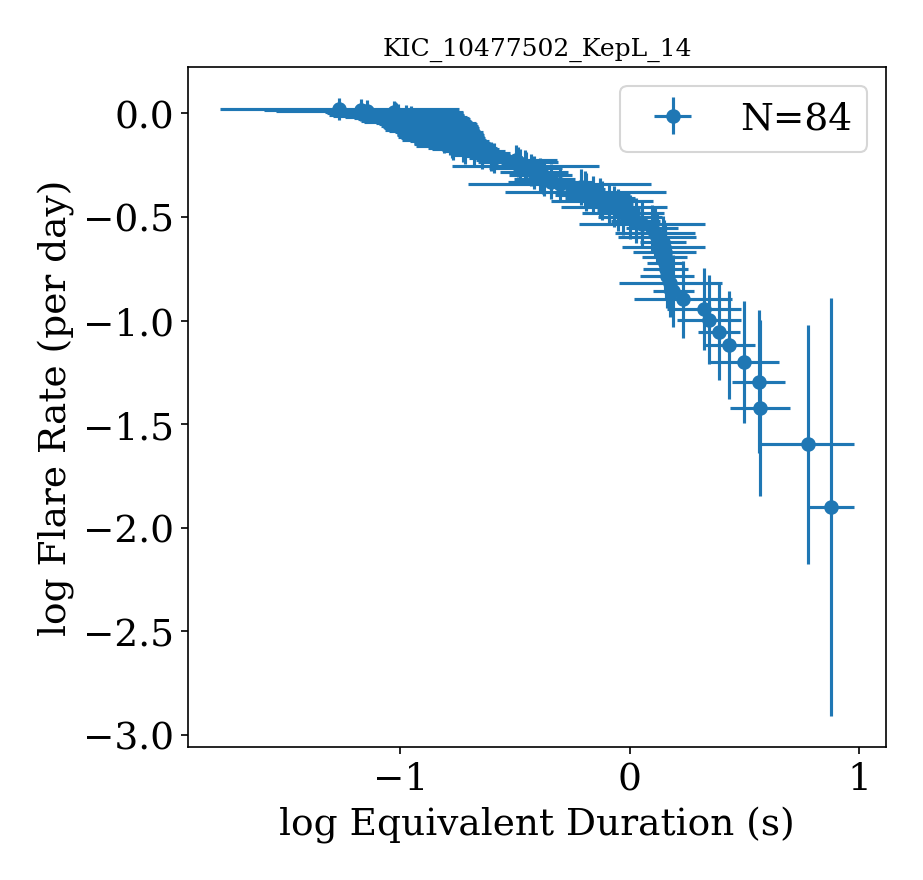 KIC_10477502_KepL_14
N=84
0.0
−0.5
−1.0
−1.5
−2.0
−2.5
−3.0
log Flare Rate (per day)
−1 0 1
log Equivalent Duration (s)